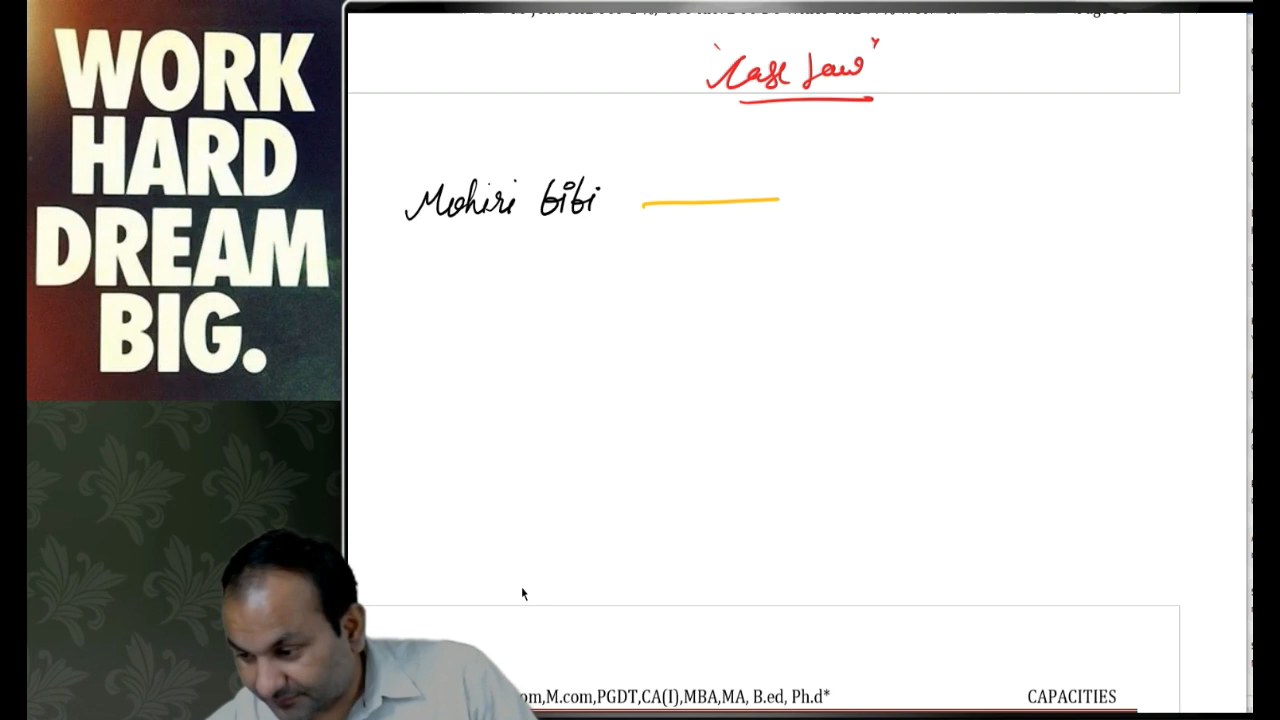 WORK
HARD
DREAM
BIG.
"Case Law"
Mohiri bibi
om,M.com,PGDT,CA(I),MBA,MA, B.ed, Ph.d* CAPACITIES